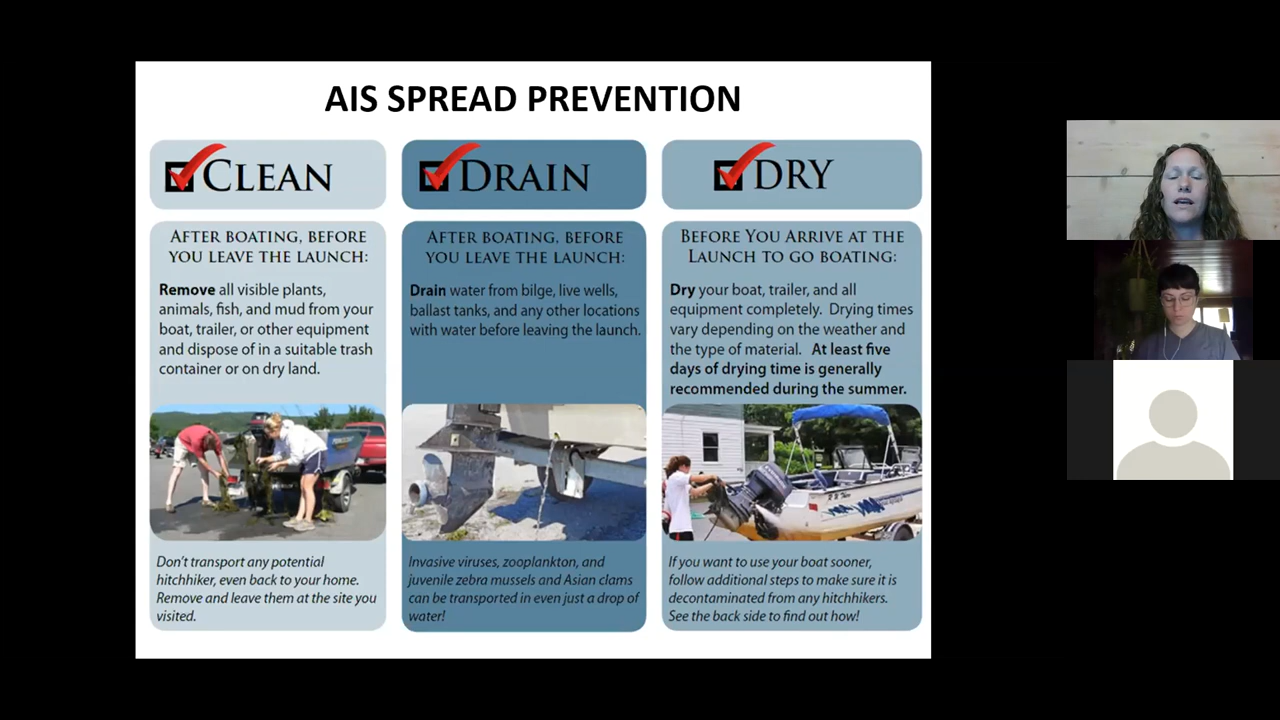 AIS SPREAD PREVENTION
CLEAN
AFTER BOATING, BEFORE
YOU LEAVE THE LAUNCH:
Remove all visible plants,
animals, fish, and mud from your
boat, trailer, or other equipment
and dispose of in a suitable trash
container or on dry land.
Don't transport any potential
hitchhiker, even back to your home.
Remove and leave them at the site you
visited.
DRAIN
AFTER BOATING, BEFORE
YOU LEAVE THE LAUNCH:
Drain water from bilge, live wells,
ballast tanks, and any other locations
with water before leaving the launch.
Invasive viruses, zooplankton, and
juvenile zebra mussels and Asian clams
can be transported in even just a drop of
water!
DRY
BEFORE YOU ARRIVE AT THE
LAUNCH TO GO BOATING:
Dry your boat, trailer, and all
equipment completely. Drying times
vary depending on the weather and
the type of material. At least five
days of drying time is generally
recommended during the summer.
If you want to use your boat sooner,
follow additional steps to make sure it is
decontaminated from any hitchhikers.
See the back side to find out how!